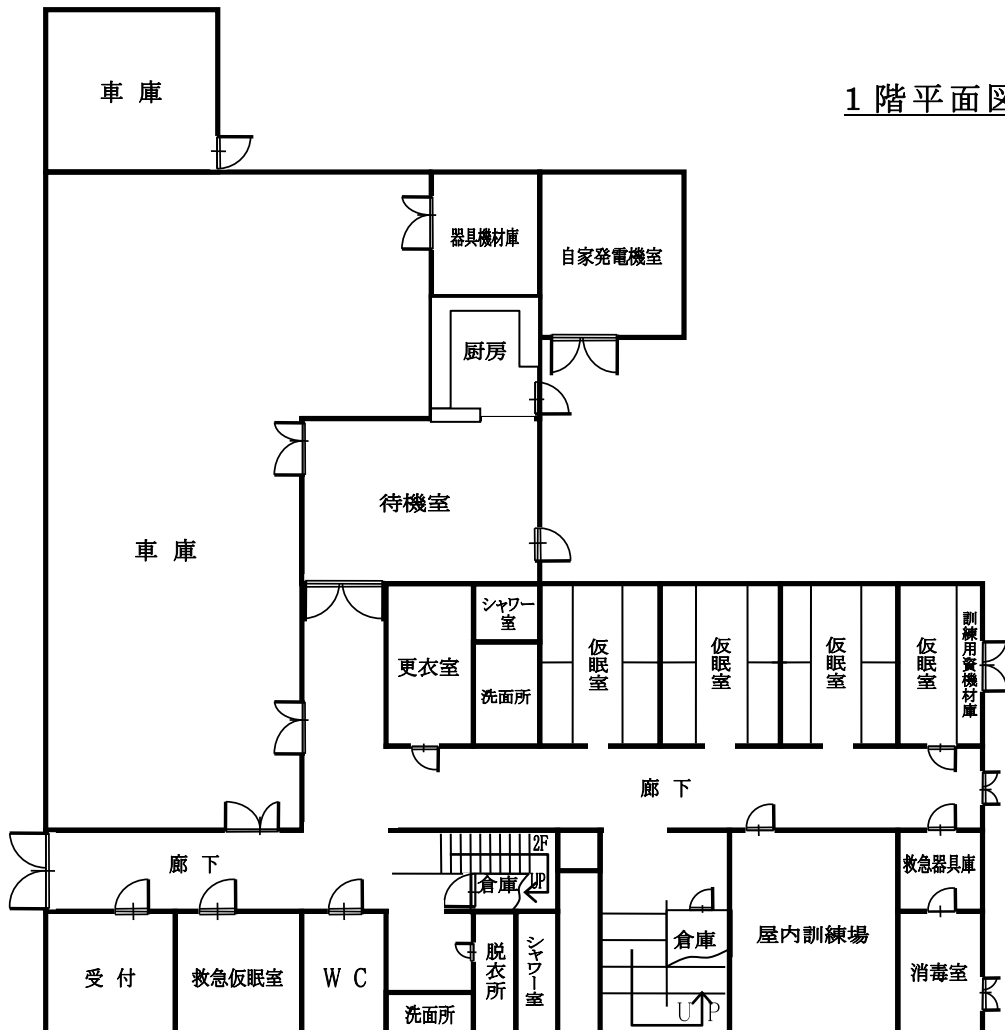 車庫
1階平面図
器具機材庫
自家発電機室
厨房
待機室
車庫
シャワー
室
更衣室
洗面所
仮眠室
仮眠室
仮眠室
仮眠室
訓練用資機材庫
廊下
廊下
2F
倉庫
UP
救急器具庫
受付
救急仮眠室
WC
脱衣所
シャワー室
倉庫
屋内訓練場
消毒室
洗面所
UP